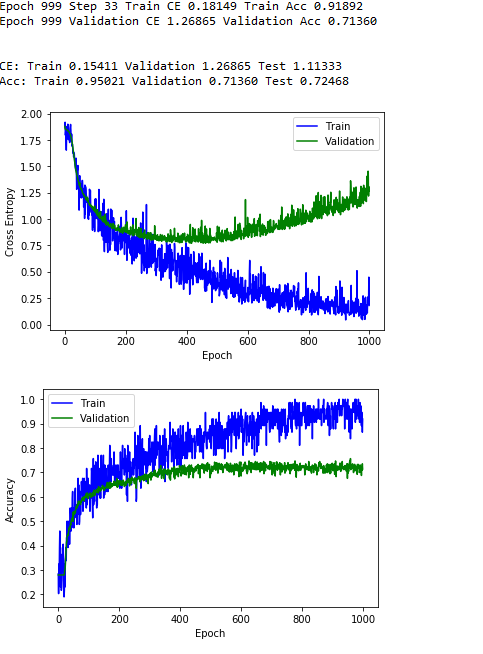 Epoch 999 Step 33 Train CE 0.18149 Train Acc 0.91892
Epoch 999 Validation CE 1.26865 Validation Acc 0.71360
CE: Train 0.15411 Validation 1.26865 Test 1.11333
Acc: Train 0.95021 Validation 0.71360 Test 0.72468
2.00
1.75
1.50
1.25
1.00
0.75
0.50
0.25
0.00
Cross Entropy
Train
Validation
0 200 400 600 800 1000
Epoch
1.0
0.9
0.8
0.7
0.6
0.5
0.4
0.3
0.2
Accuracy
Train
Validation
0 200 400 600 800 1000
Epoch